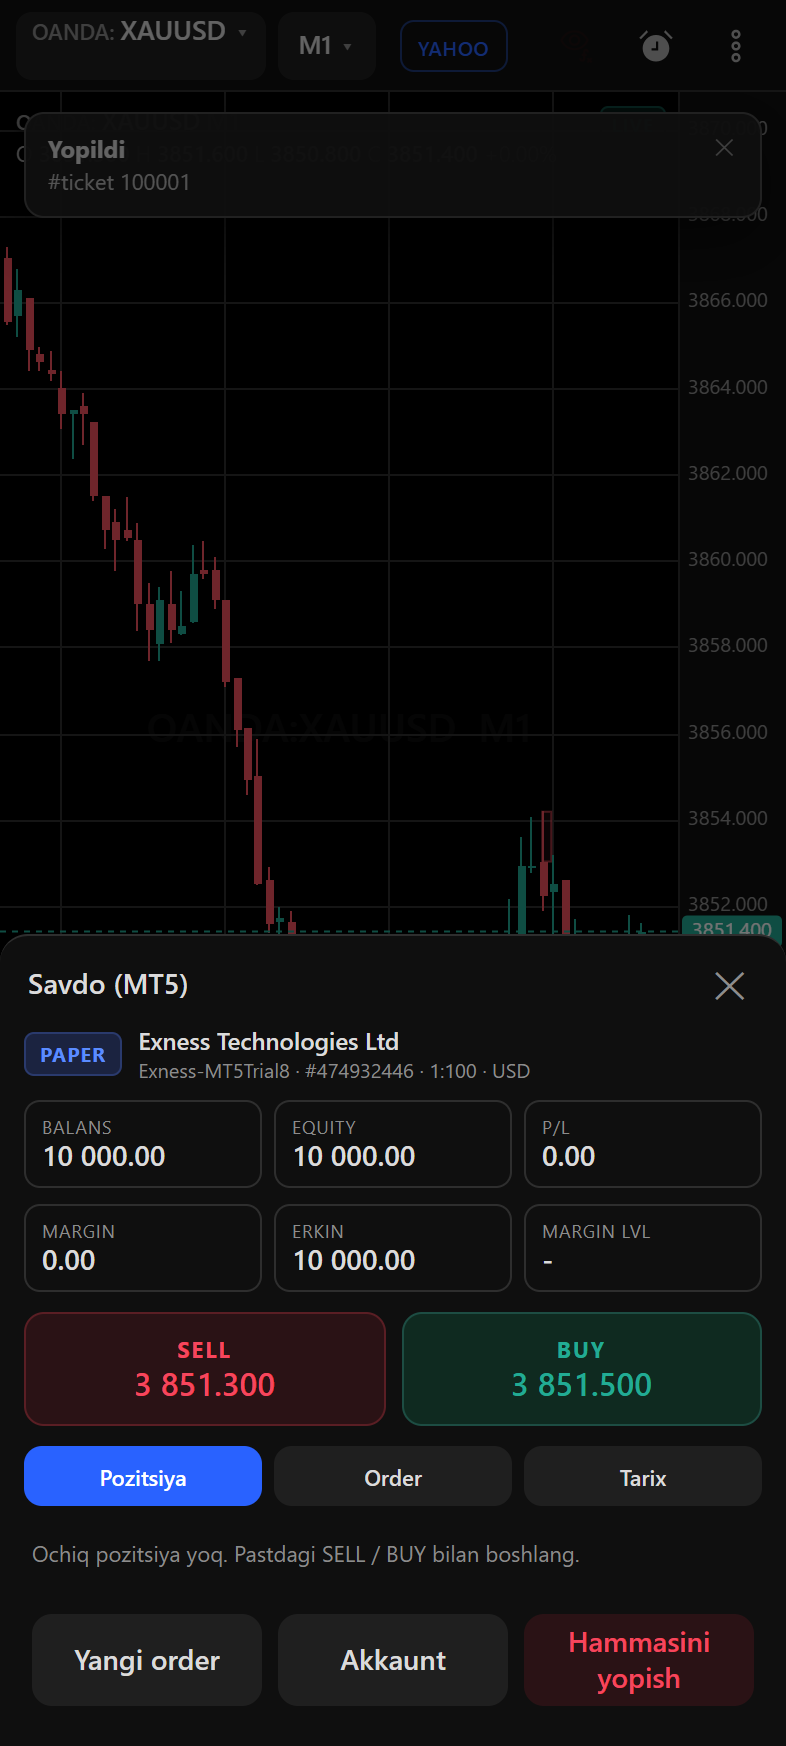 OANDA: XAUUSD
M1
YAHOO
Yopildi
#ticket 100001
3866.000
3864.000
3862.000
3860.000
3858.000
3856.000
OANDA:XAUUSD M1
3854.000
3852.000
3851.400
Savdo (MT5)
PAPER
Exness Technologies Ltd
Exness-MT5Trial8 · #474932446 · 1:100 · USD
BALANS
10 000.00
EQUITY
10 000.00
P/L
0.00
MARGIN
0.00
ERKIN
10 000.00
MARGIN LVL
-
SELL
3 851.300
BUY
3 851.500
Pozitsiya
Order
Tarix
Ochiq pozitsiya yoq. Pastdagi SELL / BUY bilan boshlang.
Yangi order
Akkaunt
Hammasini
yopish